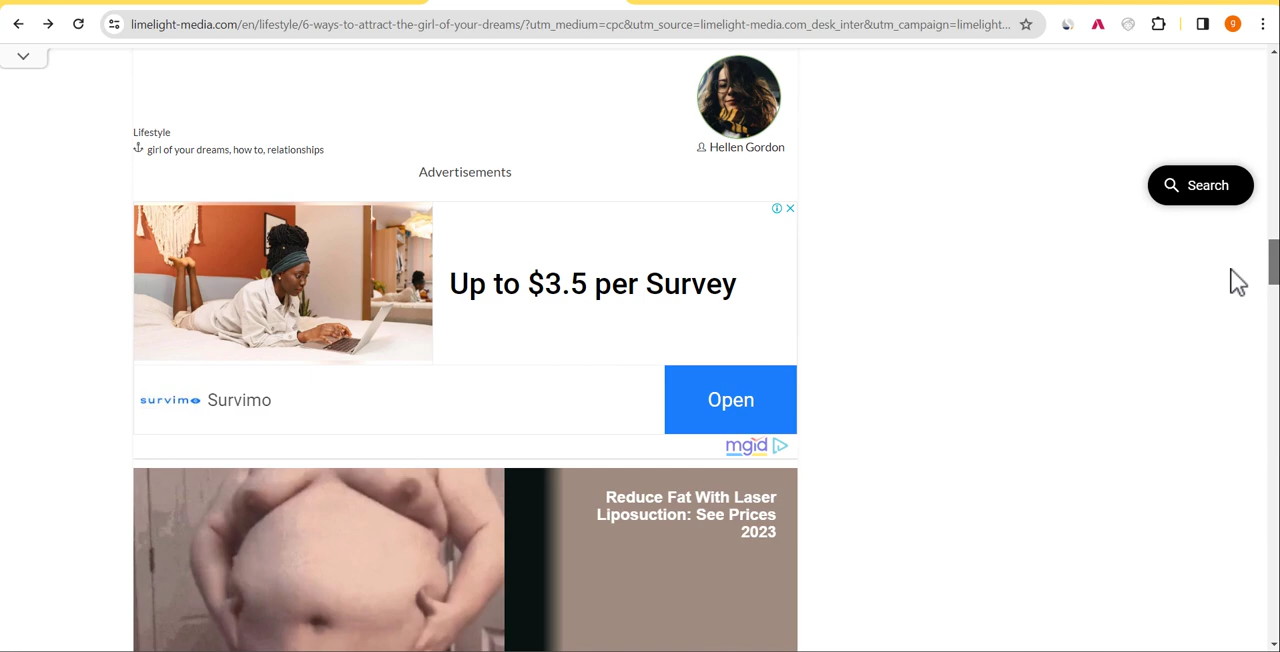 limelight-media.com/en/lifestyle/6-ways-to-attract-the-girl-of-your-dreams/?utm_medium=cpc&utm_source=limelight-media.com_desk_inter&utm_campaign=limelight...
g
Lifestyle
girl of your dreams, how to, relationships
Hellen Gordon
Advertisements
Search
Up to $3.5 per Survey
survimo Survimo
Open
mgid
Reduce Fat With Laser
Liposuction: See Prices
2023